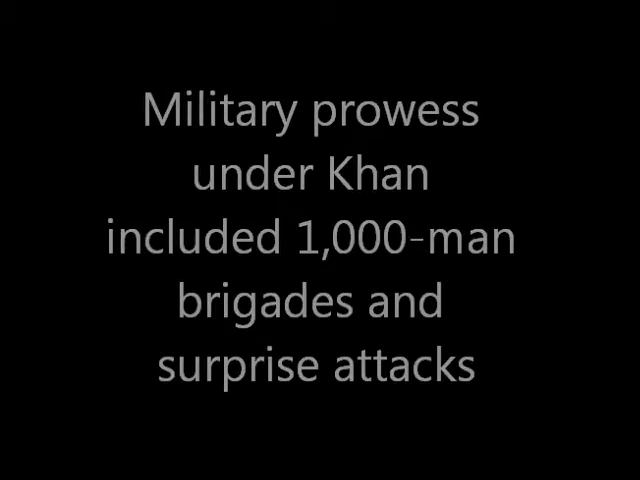 Military prowess
under Khan
included 1,000-man
brigades and
surprise attacks